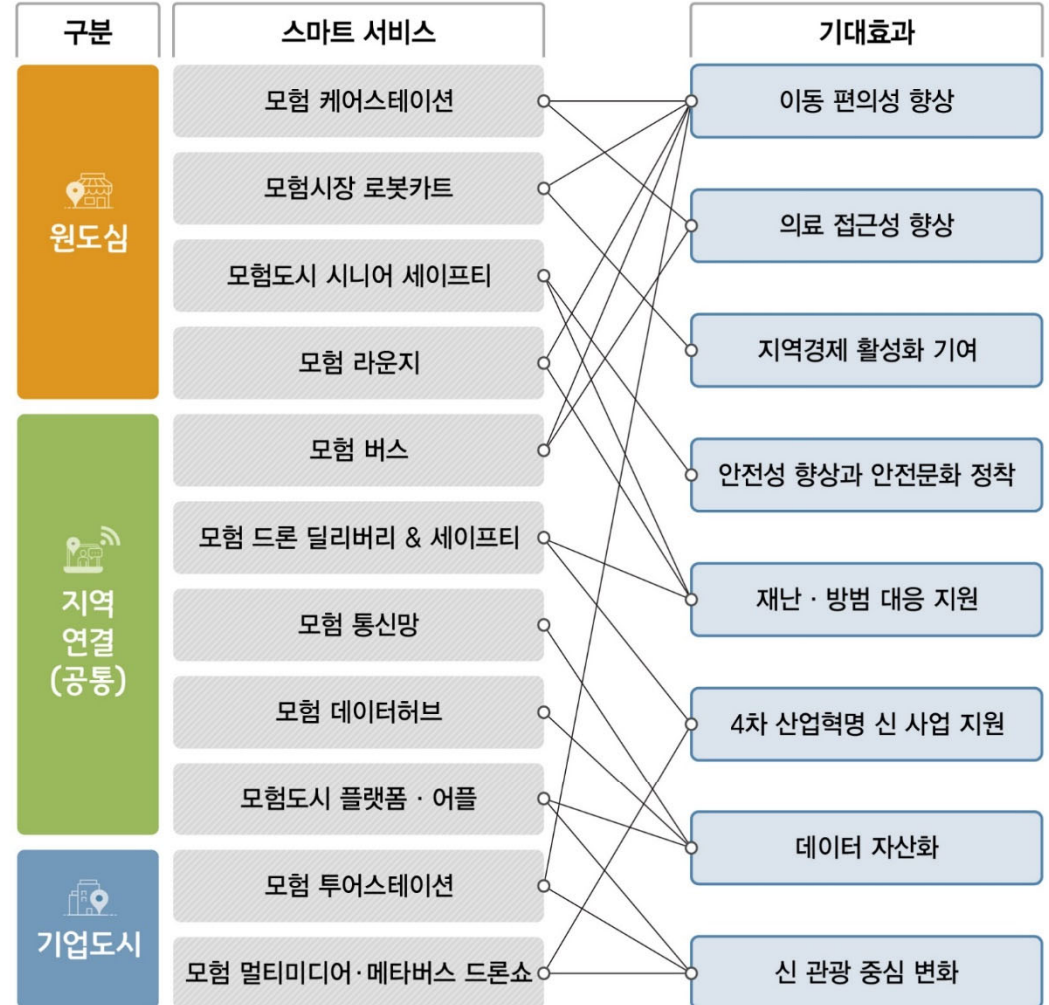 구분
스마트 서비스
기대효과
원도심
모험 케어스테이션
모험시장 로봇카트
모험도시 시니어 세이프티
모험 라운지
지역
연결
(공통)
모험 버스
모험 드론 딜리버리 & 세이프티
모험 통신망
모험 데이터허브
모험도시 플랫폼 · 어플
기업도시
모험 투어스테이션
모험 멀티미디어·메타버스 드론쇼
이동 편의성 향상
의료 접근성 향상
지역경제 활성화 기여
안전성 향상과 안전문화 정착
재난 · 방범 대응 지원
4차 산업혁명 신 사업 지원
데이터 자산화
신 관광 중심 변화